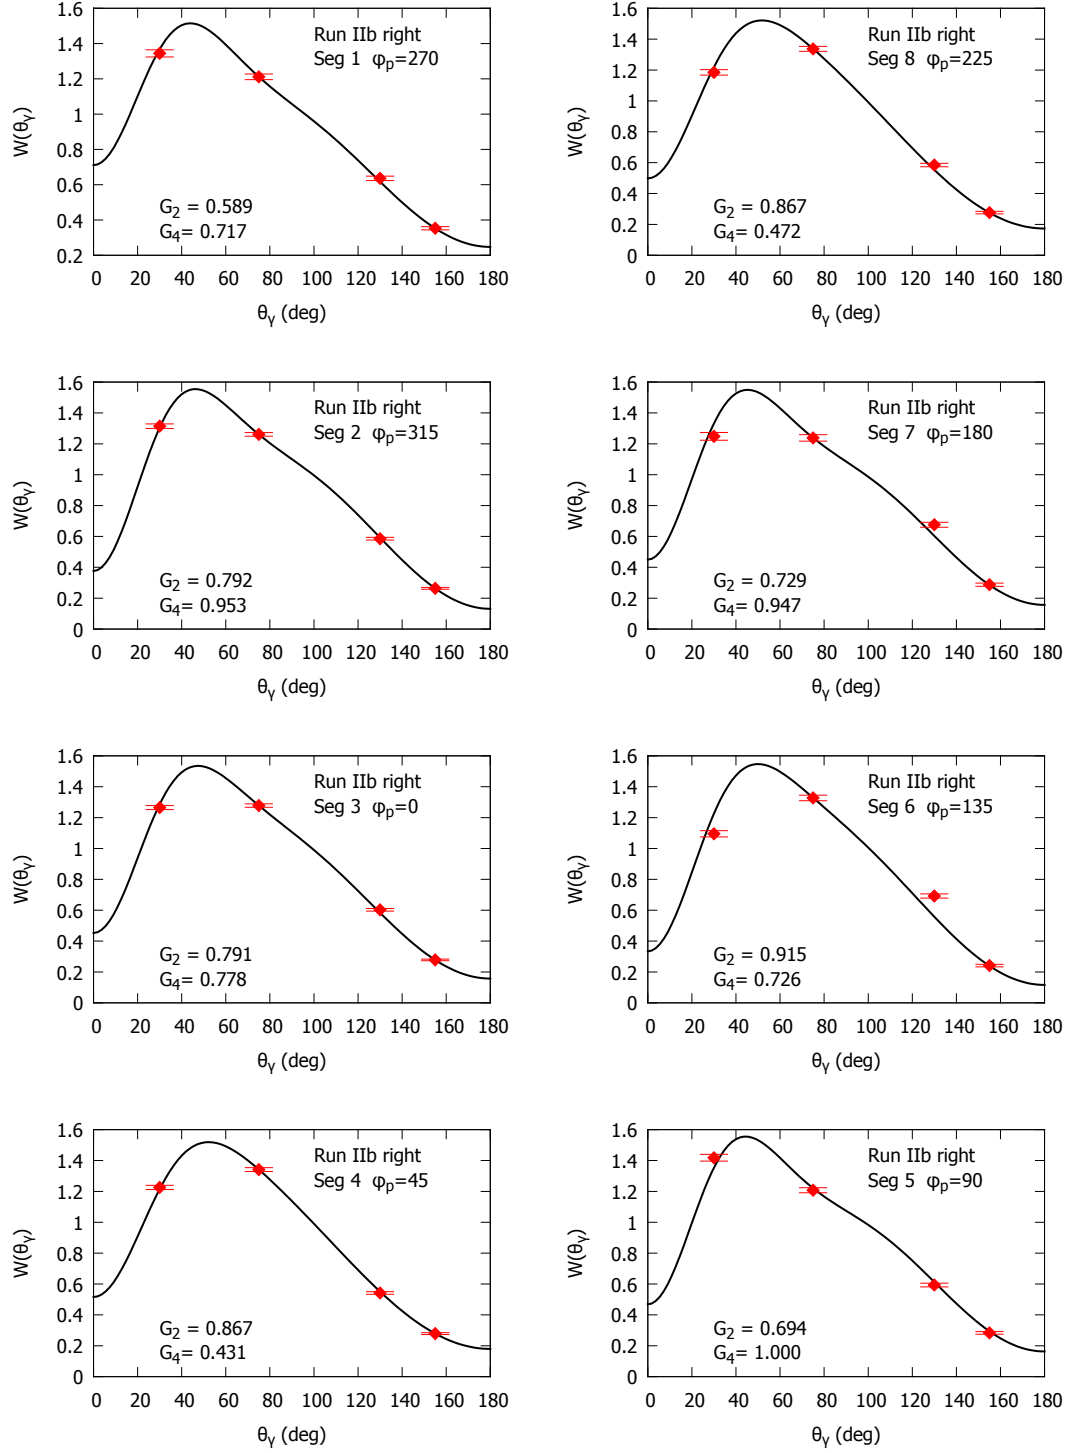 1.6
1.4
1.2
1
0.8
0.6
0.4
0.2
W(θγ)
Run IIb right
Seg 1 φp=270
G2 = 0.589
G4= 0.717
0 20 40 60 80 100 120 140 160 180
θγ (deg)
1.6
1.4
1.2
1
0.8
0.6
0.4
0.2
0
W(θγ)
Run IIb right
Seg 8 φp=225
G2 = 0.867
G4= 0.472
0 20 40 60 80 100 120 140 160 180
θγ (deg)
1.6
1.4
1.2
1
0.8
0.6
0.4
0.2
0
W(θγ)
Run IIb right
Seg 2 φp=315
G2 = 0.792
G4= 0.953
0 20 40 60 80 100 120 140 160 180
θγ (deg)
1.6
1.4
1.2
1
0.8
0.6
0.4
0.2
0
W(θγ)
Run IIb right
Seg 7 φp=180
G2 = 0.729
G4= 0.947
0 20 40 60 80 100 120 140 160 180
θγ (deg)
1.6
1.4
1.2
1
0.8
0.6
0.4
0.2
0
W(θγ)
Run IIb right
Seg 3 φp=0
G2 = 0.791
G4= 0.778
0 20 40 60 80 100 120 140 160 180
θγ (deg)
1.6
1.4
1.2
1
0.8
0.6
0.4
0.2
0
W(θγ)
Run IIb right
Seg 6 φp=135
G2 = 0.915
G4= 0.726
0 20 40 60 80 100 120 140 160 180
θγ (deg)
1.6
1.4
1.2
1
0.8
0.6
0.4
0.2
0
W(θγ)
Run IIb right
Seg 4 φp=45
G2 = 0.867
G4= 0.431
0 20 40 60 80 100 120 140 160 180
θγ (deg)
1.6
1.4
1.2
1
0.8
0.6
0.4
0.2
0
W(θγ)
Run IIb right
Seg 5 φp=90
G2 = 0.694
G4= 1.000
0 20 40 60 80 100 120 140 160 180
θγ (deg)